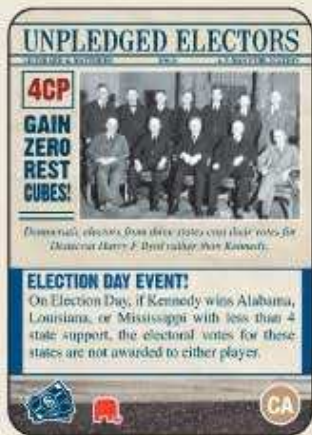 UNPLEDGED ELECTORS
4CP
GAIN
ZERO
REST
CUBES!
Democratic electors from three states cast their votes for
Democrat Harry F. Byrd rather than Kennedy.
ELECTION DAY EVENT!
On Election Day, if Kennedy wins Alabama,
Louisiana, or Mississippi with less than 4
state support, the electoral votes for these
states are not awarded to either player.
CA